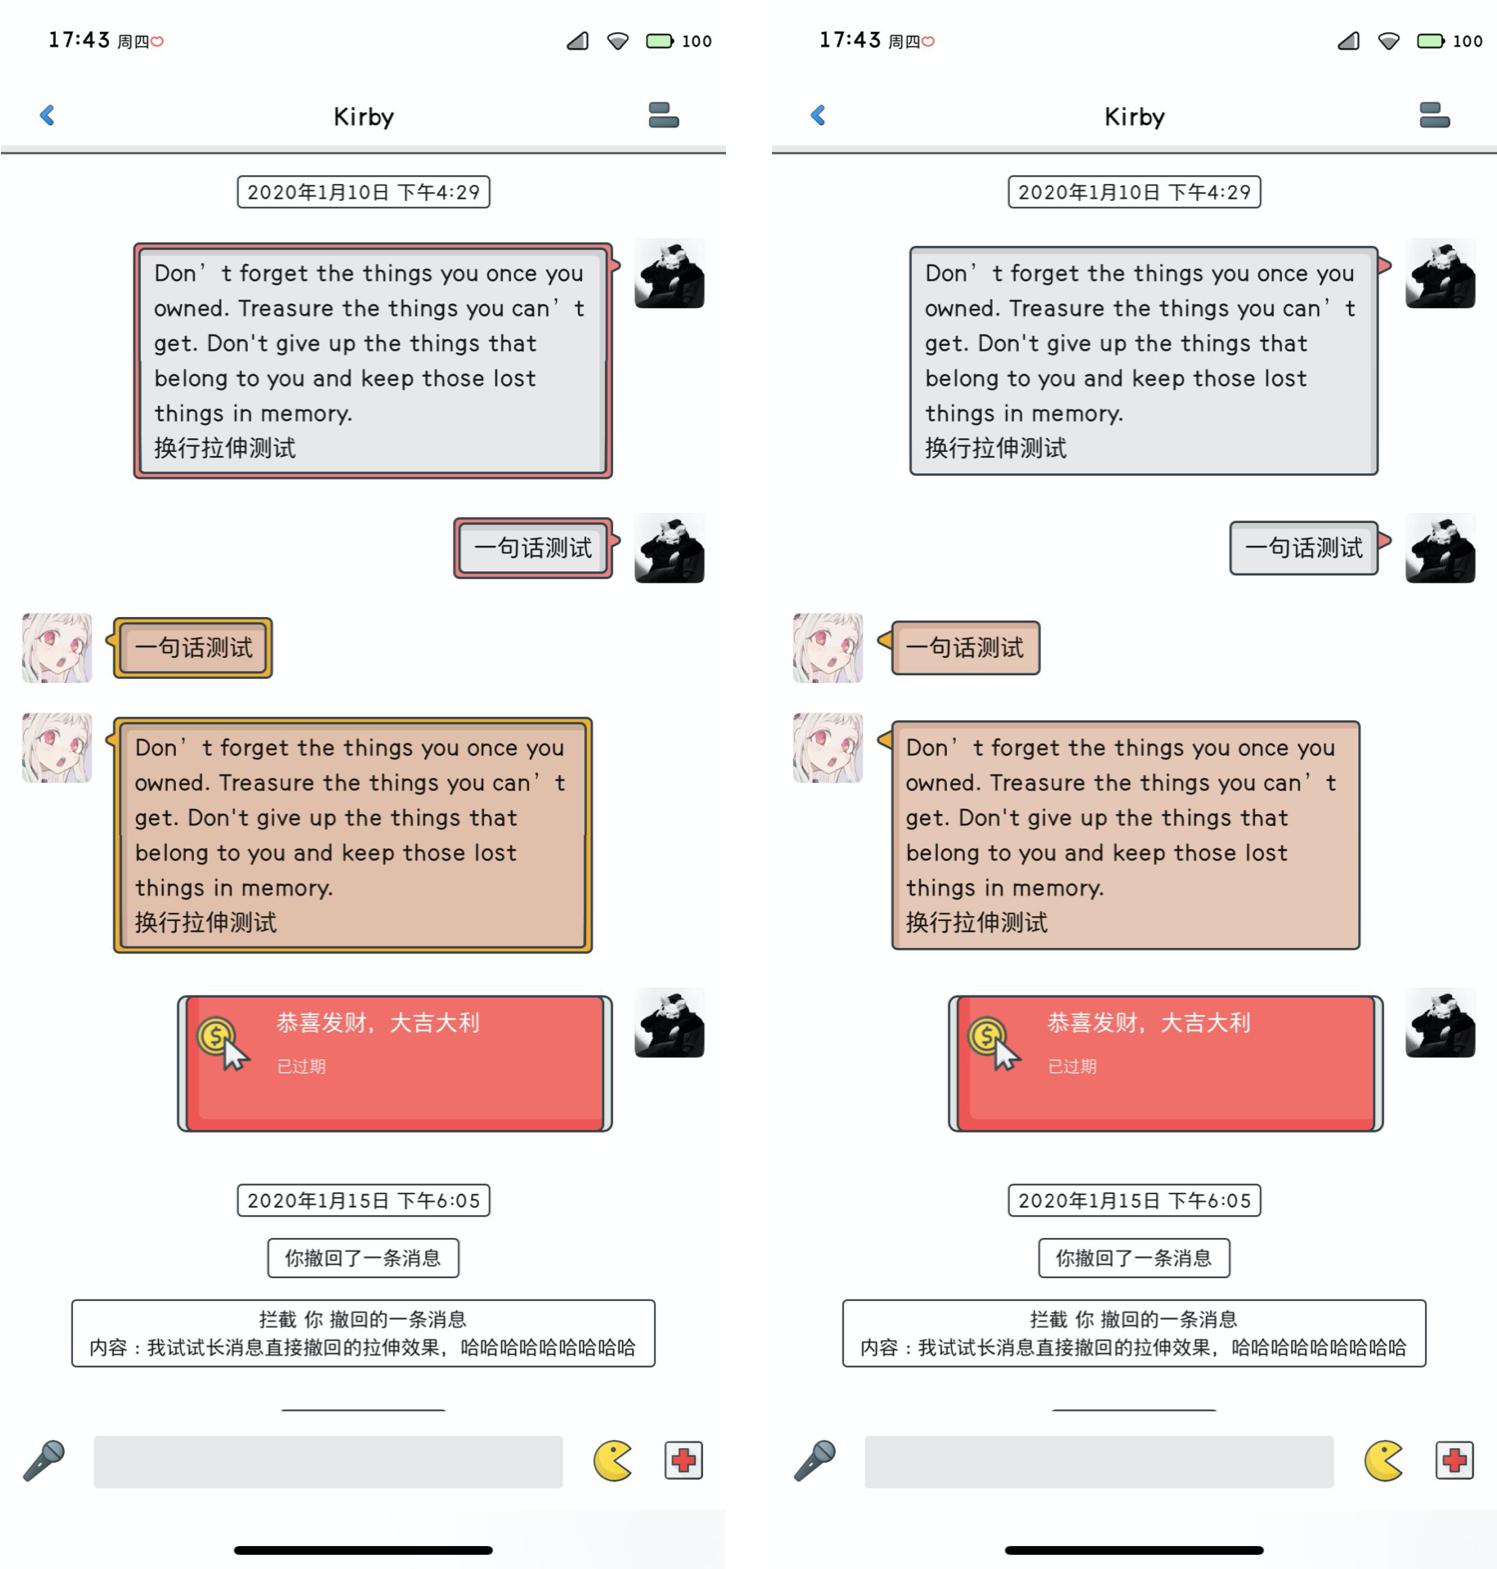 17:43 周四 100
Kirby
2020年1月10日 下午4:29
Don’t forget the things you once you
owned. Treasure the things you can’t
get. Don't give up the things that
belong to you and keep those lost
things in memory.
换行拉伸测试
一句话测试
一句话测试
Don’t forget the things you once you
owned. Treasure the things you can’t
get. Don't give up the things that
belong to you and keep those lost
things in memory.
换行拉伸测试
恭喜发财，大吉大利
已过期
2020年1月15日 下午6:05
你撤回了一条消息
拦截 你 撤回的一条消息
内容：我试试长消息直接撤回的拉伸效果，哈哈哈哈哈哈哈哈哈
17:43 周四 100
Kirby
2020年1月10日 下午4:29
Don’t forget the things you once you
owned. Treasure the things you can’t
get. Don't give up the things that
belong to you and keep those lost
things in memory.
换行拉伸测试
一句话测试
一句话测试
Don’t forget the things you once you
owned. Treasure the things you can’t
get. Don't give up the things that
belong to you and keep those lost
things in memory.
换行拉伸测试
恭喜发财，大吉大利
已过期
2020年1月15日 下午6:05
你撤回了一条消息
拦截 你 撤回的一条消息
内容：我试试长消息直接撤回的拉伸效果，哈哈哈哈哈哈哈哈哈